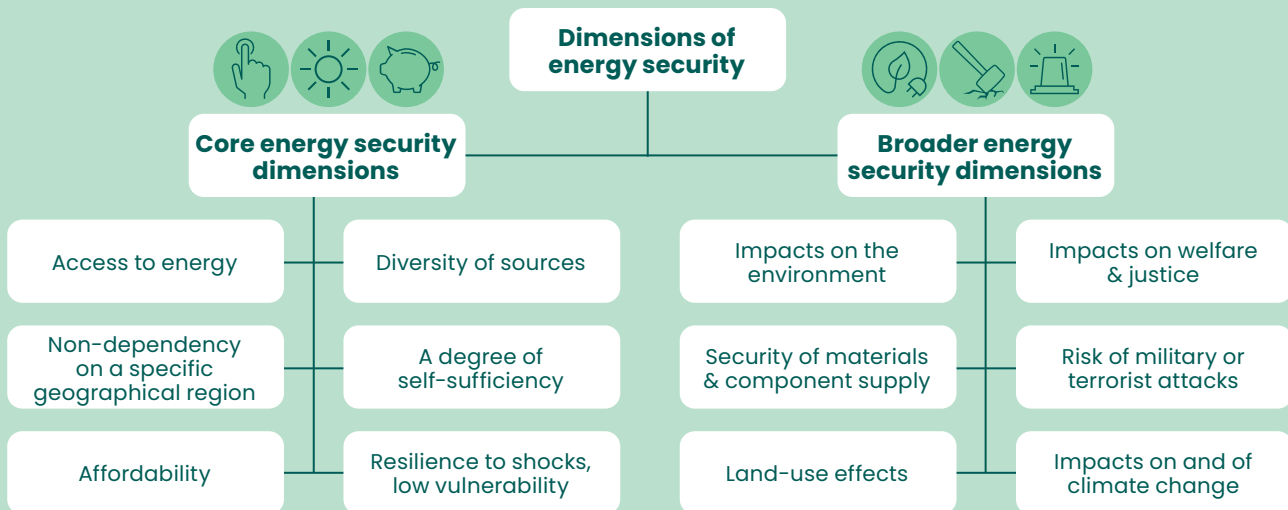 Dimensions of
energy security
Core energy security
dimensions
Broader energy
security dimensions
Access to energy
Diversity of sources
Non-dependency
on a specific
geographical region
A degree of
self-sufficiency
Affordability
Resilience to shocks,
low vulnerability
Impacts on the
environment
Impacts on welfare
& justice
Security of materials
& component supply
Risk of military or
terrorist attacks
Land-use effects
Impacts on and of
climate change